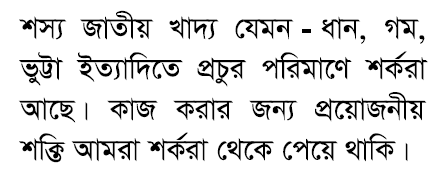 শস্য জাতীয় খাদ্য যেমন - ধান, গম,
ভুট্টা ইত্যাদিতে প্রচুর পরিমাণে শর্করা
আছে। কাজ করার জন্য প্রয়োজনীয়
শক্তি আমরা শর্করা থেকে পেয়ে থাকি।